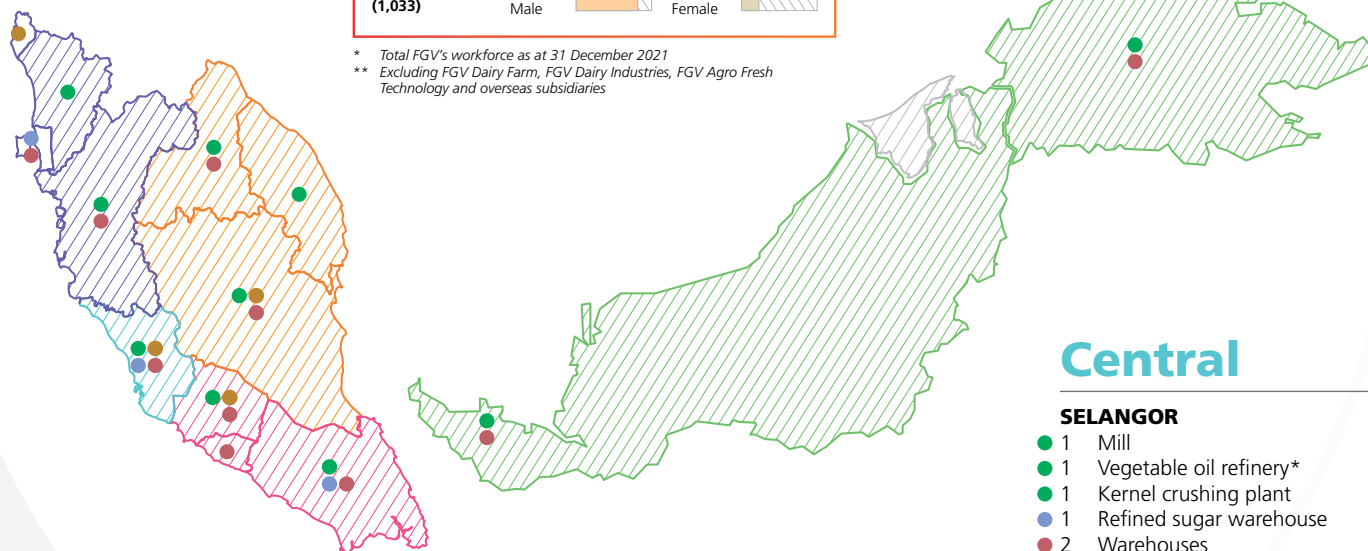 (1,033)
Male
Female
* Total FGV's workforce as at 31 December 2021
** Excluding FGV Dairy Farm, FGV Dairy Industries, FGV Agro Fresh
Technology and overseas subsidiaries
Central
SELANGOR
1 Mill
1 Vegetable oil refinery*
1 Kernel crushing plant
1 Refined sugar warehouse
2 Warehouses